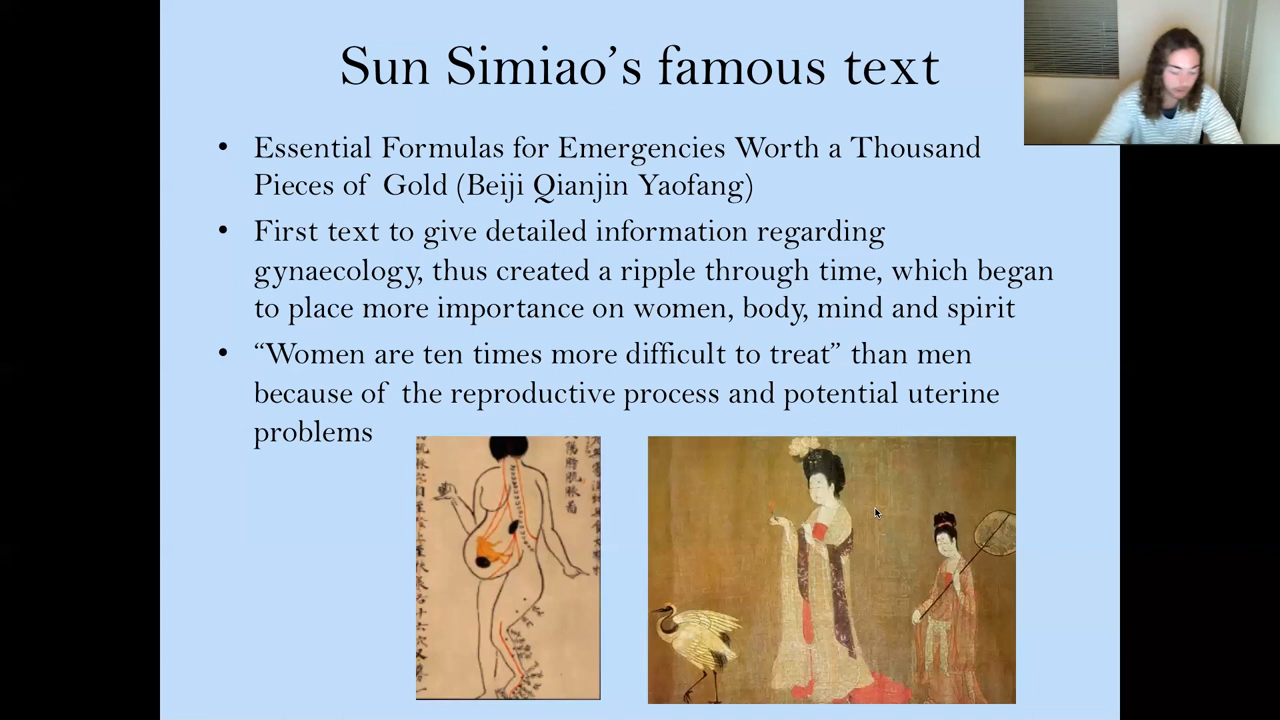 Sun Simiao’s famous text
• Essential Formulas for Emergencies Worth a Thousand
Pieces of Gold (Beiji Qianjin Yaofang)
• First text to give detailed information regarding
gynaecology, thus created a ripple through time, which began
to place more importance on women, body, mind and spirit
• “Women are ten times more difficult to treat” than men
because of the reproductive process and potential uterine
problems